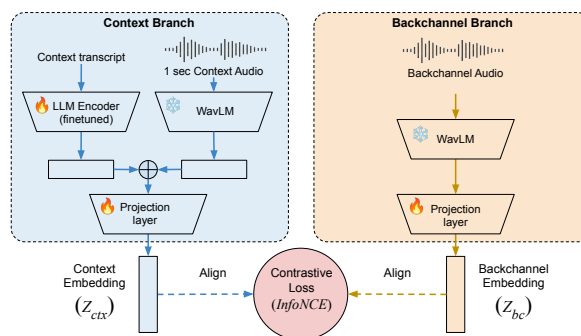 Context Branch
Context transcript
1 sec Context Audio
LLM Encoder
(finetuned)
WavLM
Projection
layer
Context
Embedding
(Z_ctx)
Align
Backchannel Branch
Backchannel Audio
WavLM
Projection
layer
Contrastive
Loss
(InfoNCE)
Align
Backchannel
Embedding
(Z_bc)